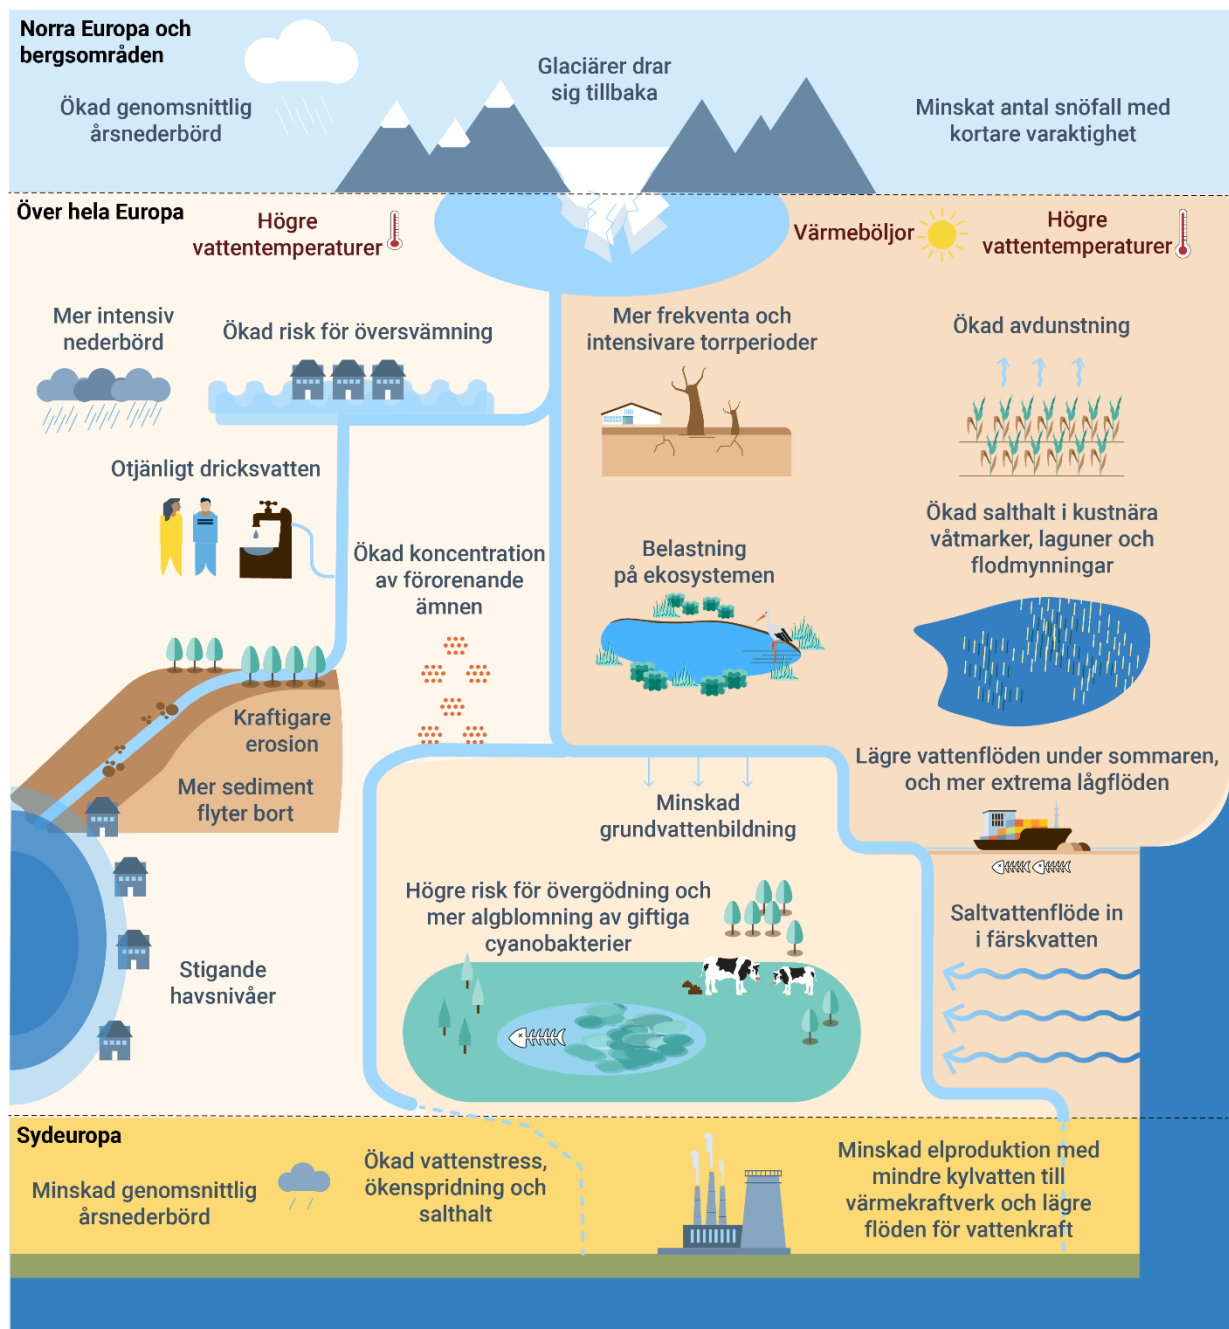 Norra Europa och
bergsområden
Ökad genomsnittlig
årsnederbörd
Glaciärer drar
sig tillbaka
Minskat antal snöfall med
kortare varaktighet
Över hela Europa
Högre
vattentemperaturer
Värmeböljor
Högre
vattentemperaturer
Mer intensiv
nederbörd
Ökad risk för översvämning
Mer frekventa och
intensivare torrperioder
Ökad avdunstning
Otjänligt dricksvatten
Ökad koncentration
av förorenande
ämnen
Belastning
på ekosystemen
Ökad salthalt i kustnära
våtmarker, laguner och
flodmynningar
Kraftigare
erosion
Mer sediment
flyter bort
Minskad
grundvattenbildning
Lägre vattenflöden under sommaren,
och mer extrema lågflöden
Högre risk för övergödning och
mer algblomning av giftiga
cyanobakterier
Saltvattenflöde in
i färskvatten
Stigande
havsnivåer
Sydeuropa
Minskad genomsnittlig
årsnederbörd
Ökad vattenstress,
ökenspridning och
salthalt
Minskad elproduktion med
mindre kylvatten till
värmekraftverk och lägre
flöden för vattenkraft